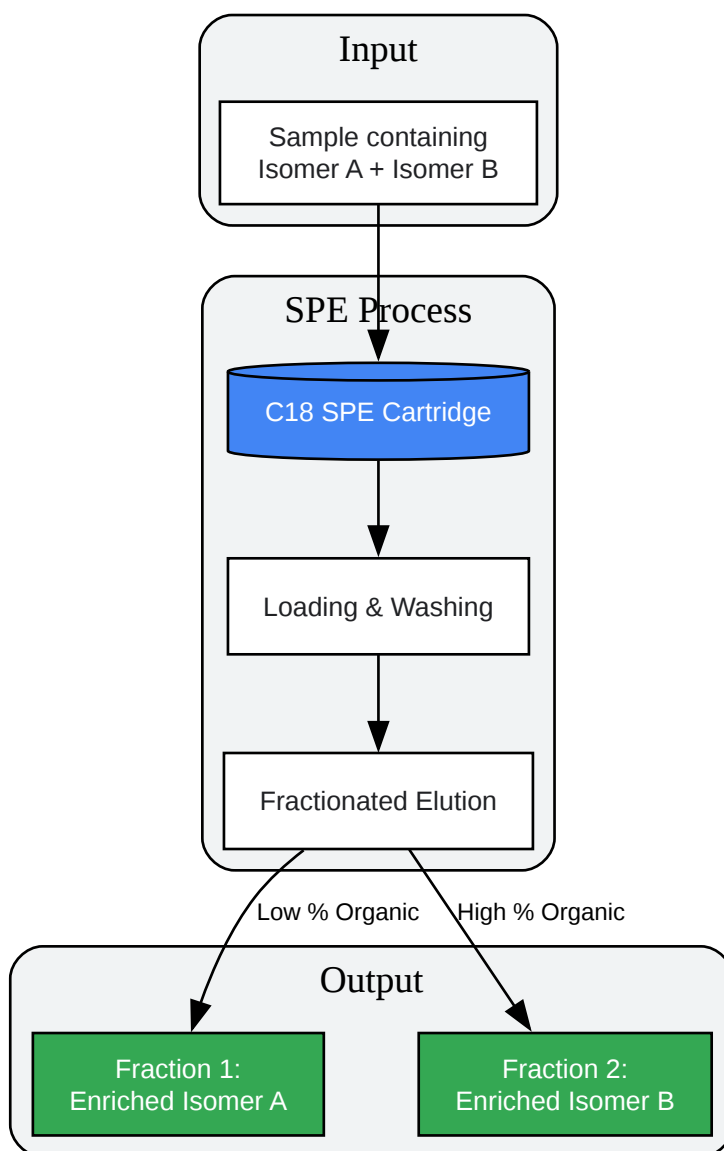 Input
Sample containing
Isomer A + Isomer B
SPE Process
C18 SPE Cartridge
Loading & Washing
Fractionated Elution
Low % Organic
High % Organic
Output
Fraction 1:
Enriched Isomer A
Fraction 2:
Enriched Isomer B